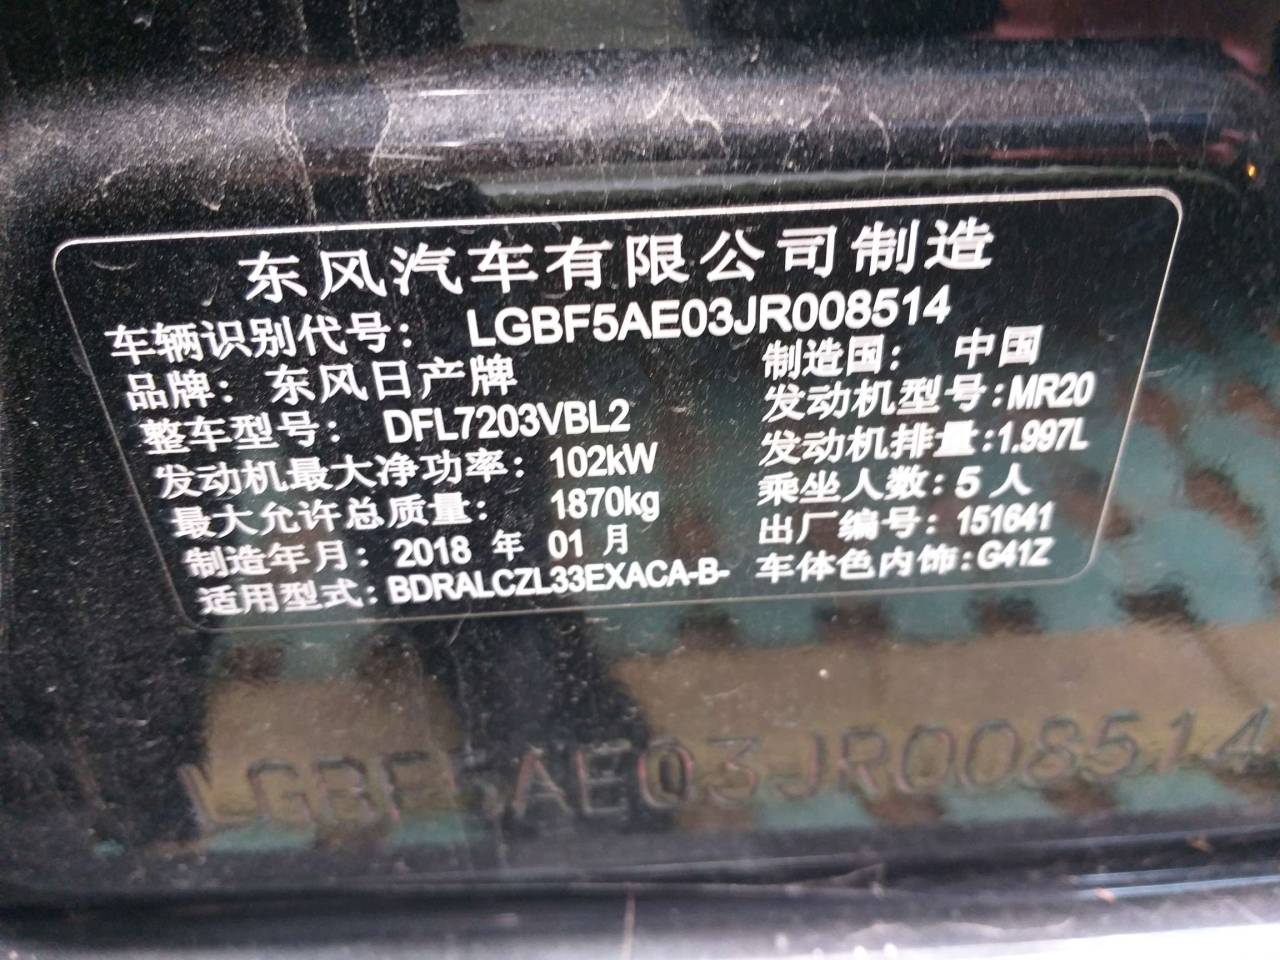 东风汽车有限公司制造
车辆识别代号: LGBF5AE03JR008514
品牌: 东风日产牌 制造国: 中国
整车型号: DFL7203VBL2 发动机型号:MR20
发动机最大净功率: 102kW 发动机排量:1.997L
最大允许总质量: 1870kg 乘坐人数:5人
制造年月: 2018 年 01 月 出厂编号: 151641
适用型式: BDRALCZL33EXACA-B- 车体色内饰:G41Z
LGBF5AE03JR008514